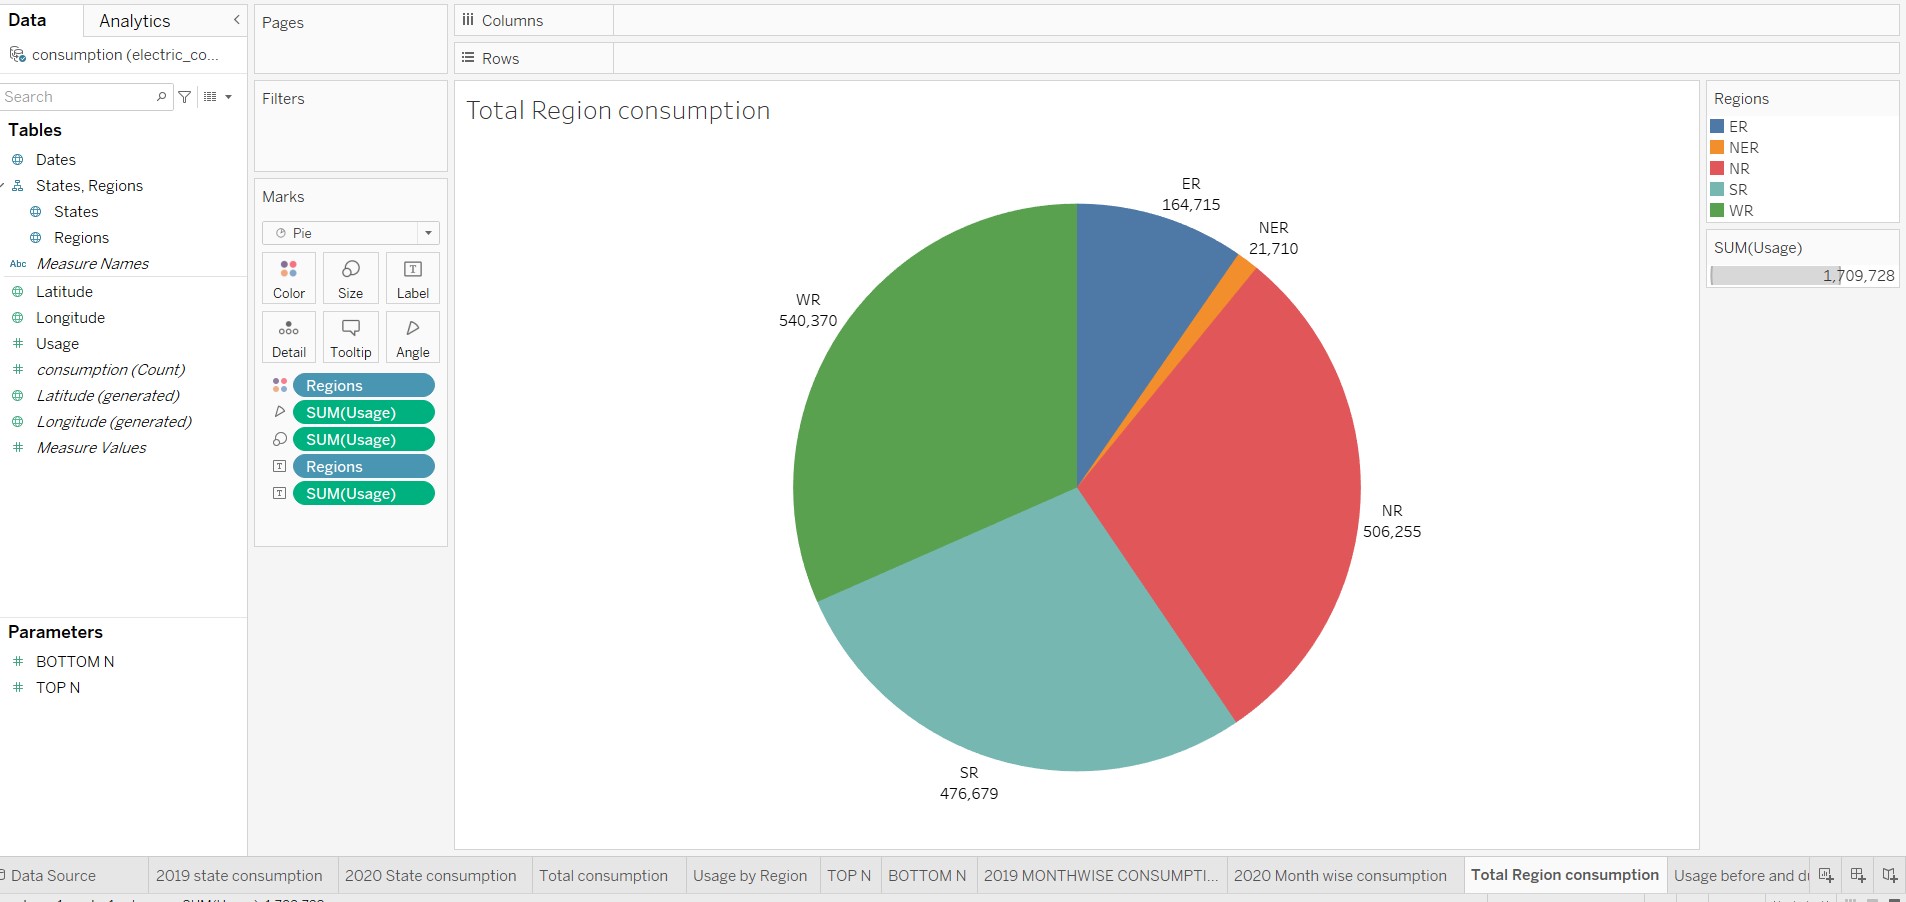 Data
Analytics
consumption (electric_co...
Search
Tables
Dates
States, Regions
States
Regions
Abc Measure Names
Latitude
Longitude
Usage
consumption (Count)
Latitude (generated)
Longitude (generated)
Measure Values
Parameters
BOTTOM N
TOP N
Pages
Filters
Marks
Pie
Color Size Label
Detail Tooltip Angle
Regions
SUM(Usage)
SUM(Usage)
Regions
SUM(Usage)
Columns
Rows
Total Region consumption
ER
164,715
NER
21,710
WR
540,370
NR
506,255
SR
476,679
Regions
ER
NER
NR
SR
WR
SUM(Usage)
1,709,728
Data Source 2019 state consumption 2020 State consumption Total consumption Usage by Region TOP N BOTTOM N 2019 MONTHWISE CONSUMPTI... 2020 Month wise consumption Total Region consumption Usage before and